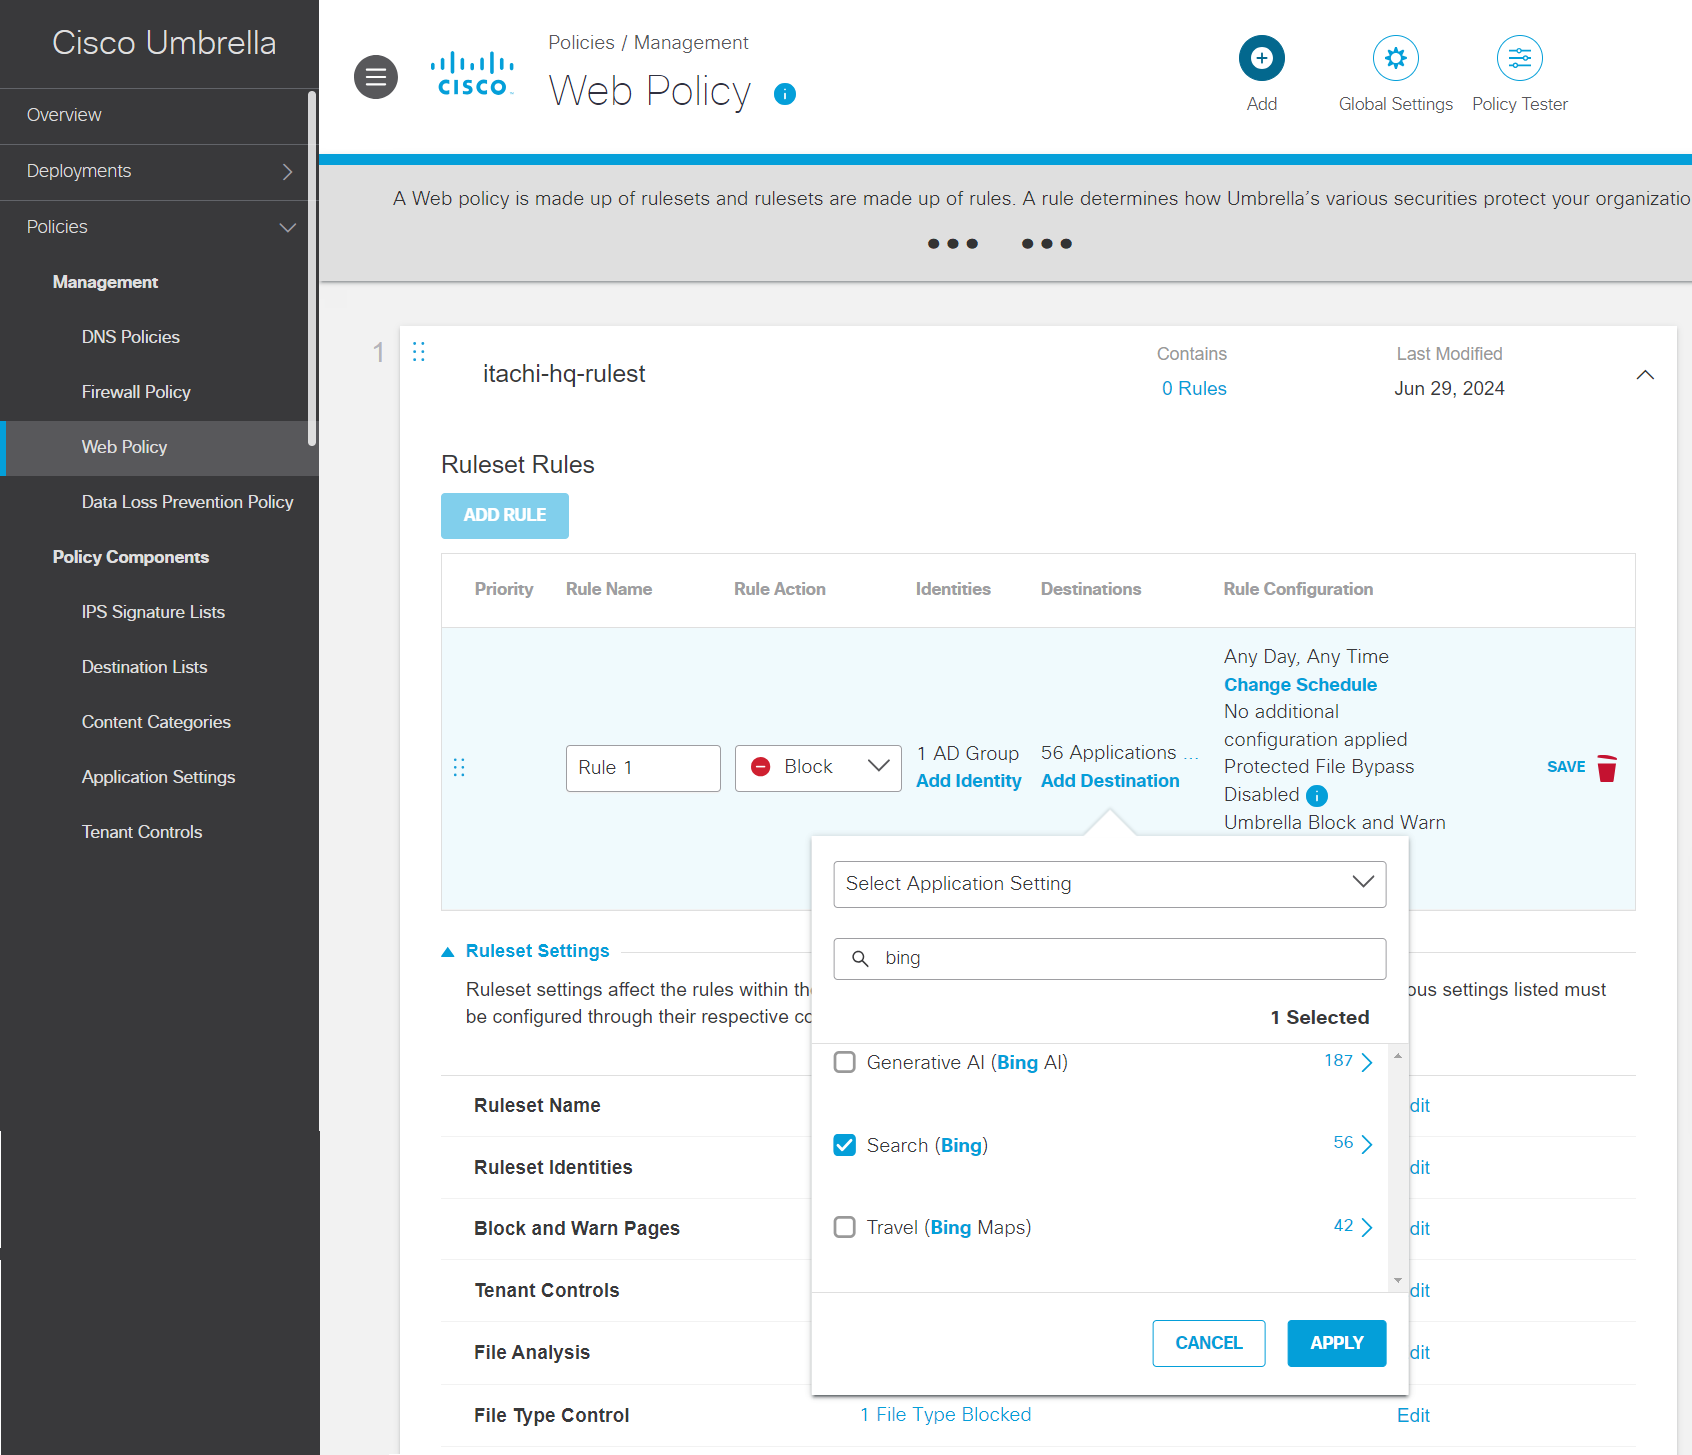 Cisco Umbrella
Overview
Deployments
Policies
Management
DNS Policies
Firewall Policy
Web Policy
Data Loss Prevention Policy
Policy Components
IPS Signature Lists
Destination Lists
Content Categories
Application Settings
Tenant Controls
CISCO
Policies / Management
Web Policy
Add
Global Settings
Policy Tester
A Web policy is made up of rulesets and rulesets are made up of rules. A rule determines how Umbrella's various securities protect your organizatio
1
itachi-hq-rulest
Contains
0 Rules
Last Modified
Jun 29, 2024
Ruleset Rules
ADD RULE
Priority Rule Name Rule Action Identities Destinations Rule Configuration
Rule 1
Block
1 AD Group
Add Identity
56 Applications ...
Add Destination
Any Day, Any Time
Change Schedule
No additional
configuration applied
Protected File Bypass
Disabled
Umbrella Block and Warn
SAVE
Select Application Setting
bing
1 Selected
Generative AI (Bing AI) 187
Search (Bing) 56
Travel (Bing Maps) 42
CANCEL
APPLY
Ruleset Settings
Ruleset settings affect the rules within th ous settings listed must
be configured through their respective co
Ruleset Name dit
Ruleset Identities dit
Block and Warn Pages dit
Tenant Controls dit
File Analysis dit
File Type Control 1 File Type Blocked Edit